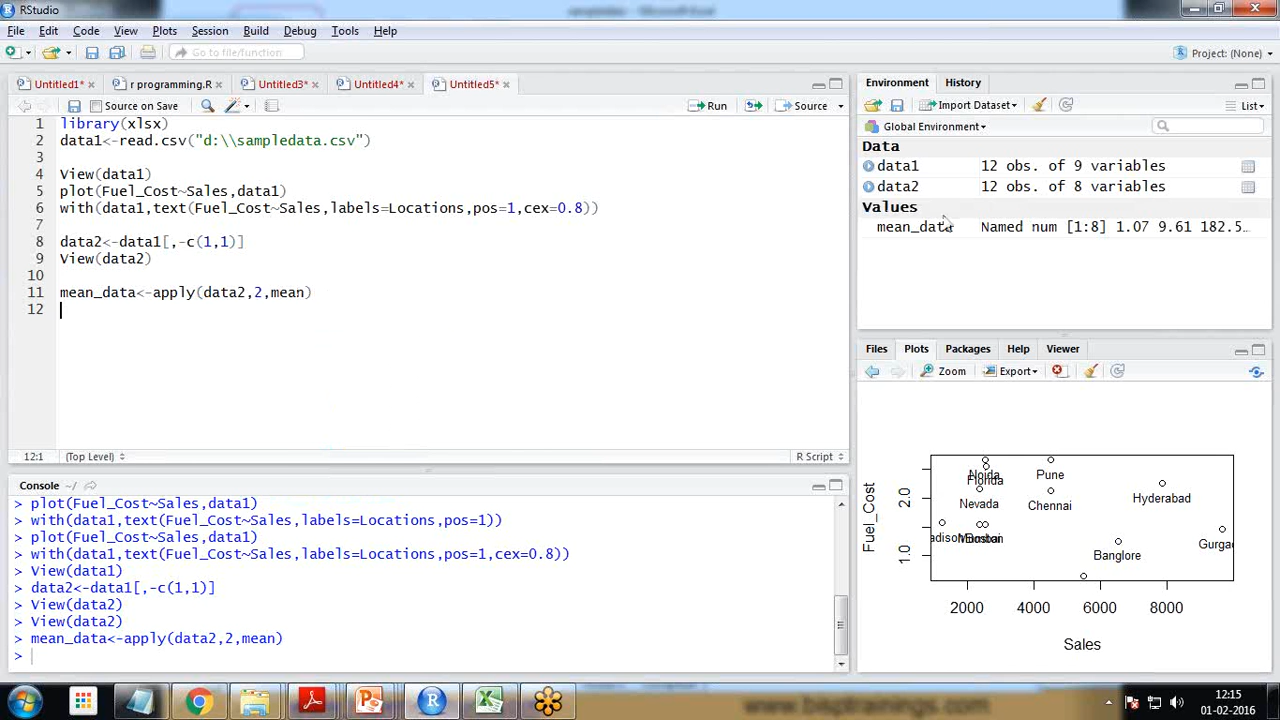 RStudio
File Edit Code View Plots Session Build Debug Tools Help
Go to file/function
Project: (None)
Untitled1* r programming.R Untitled3* Untitled4* Untitled5*
Source on Save Run Source
1 library(xlsx)
2 data1<-read.csv("d:\\sampledata.csv")
3
4 View(data1)
5 plot(Fuel_Cost~Sales,data1)
6 with(data1,text(Fuel_Cost~Sales,labels=Locations,pos=1,cex=0.8))
7
8 data2<-data1[,-c(1,1)]
9 View(data2)
10
11 mean_data<-apply(data2,2,mean)
12
12:1 (Top Level) R Script
Console ~/
> plot(Fuel_Cost~Sales,data1)
> with(data1,text(Fuel_Cost~Sales,labels=Locations,pos=1))
> plot(Fuel_Cost~Sales,data1)
> with(data1,text(Fuel_Cost~Sales,labels=Locations,pos=1,cex=0.8))
> View(data1)
> data2<-data1[,-c(1,1)]
> View(data2)
> View(data2)
> mean_data<-apply(data2,2,mean)
>
Environment History
Import Dataset List
Global Environment
Data
data1 12 obs. of 9 variables
data2 12 obs. of 8 variables
Values
mean_data Named num [1:8] 1.07 9.61 182.5…
Files Plots Packages Help Viewer
Zoom Export
Noida
Florida
Pune
Nevada
Chennai
Hyderabad
Banglore
Gurga
Fuel_Cost
1.0 2.0
2000 4000 6000 8000
Sales
12:15
01-02-2016
www.bisptrainings.com